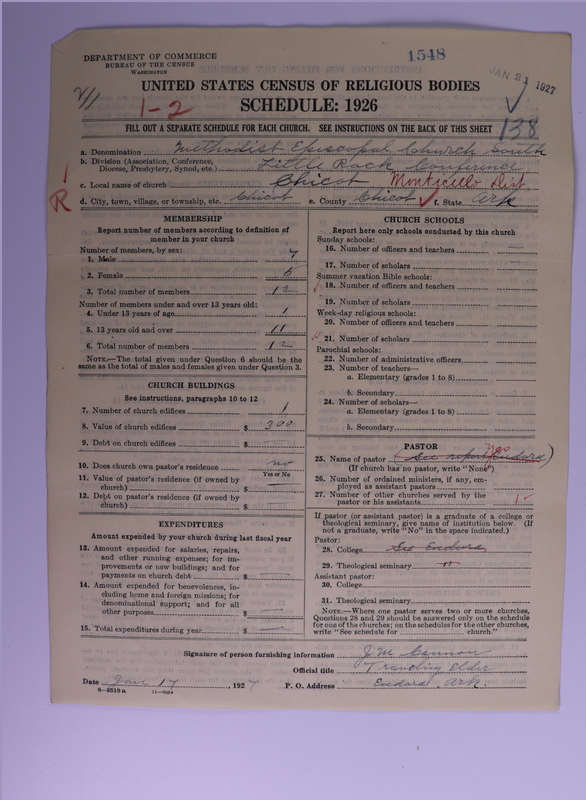 DEPARTMENT OF COMMERCE
BUREAU OF THE CENSUS
WASHINGTON
1548
JAN 21 1927
UNITED STATES CENSUS OF RELIGIOUS BODIES
1-2
SCHEDULE: 1926
FILL OUT A SEPARATE SCHEDULE FOR EACH CHURCH. SEE INSTRUCTIONS ON THE BACK OF THIS SHEET
138
a. Denomination Methodist Episcopal Church South
b. Division (Association, Conference, Diocese, Presbytery, Synod, etc.) Little Rock Conference
c. Local name of church Chicot Monticello Dist
R
d. City, town, village, or township, etc. Chicot e. County Chicot f. State Ark
MEMBERSHIP
Report number of members according to definition of
member in your church
Number of members, by sex:
1. Male 7
2. Female 5
3. Total number of members 12
Number of members under and over 13 years old:
4. Under 13 years of age 1
5. 13 years old and over 11
6. Total number of members 12
NOTE.—The total given under Question 6 should be the
same as the total of males and females given under Question 3.
CHURCH BUILDINGS
See instructions, paragraphs 10 to 12
7. Number of church edifices 1
8. Value of church edifices $ 300
9. Debt on church edifices $
10. Does church own pastor's residence no
Yes or No
11. Value of pastor's residence (if owned by
church) $
12. Debt on pastor's residence (if owned by
church) $
EXPENDITURES
Amount expended by your church during last fiscal year
13. Amount expended for salaries, repairs,
and other running expenses; for im-
provements or new buildings; and for
payments on church debt $
14. Amount expended for benevolences, in-
cluding home and foreign missions; for
denominational support; and for all
other purposes $
15. Total expenditures during year $
CHURCH SCHOOLS
Report here only schools conducted by this church
Sunday schools:
16. Number of officers and teachers
17. Number of scholars
Summer vacation Bible schools:
18. Number of officers and teachers
19. Number of scholars
Week-day religious schools:
20. Number of officers and teachers
21. Number of scholars
Parochial schools:
22. Number of administrative officers
23. Number of teachers—
a. Elementary (grades 1 to 8)
b. Secondary
24. Number of scholars—
a. Elementary (grades 1 to 8)
b. Secondary
PASTOR
25. Name of pastor (See report Eudora)
(If church has no pastor, write "None")
26. Number of ordained ministers, if any, em-
ployed as assistant pastors
27. Number of other churches served by the
pastor or his assistants 1
If pastor (or assistant pastor) is a graduate of a college or
theological seminary, give name of institution below. (If
not a graduate, write "No" in the space indicated.)
Pastor:
28. College See Eudora
29. Theological seminary "
Assistant pastor:
30. College
31. Theological seminary
NOTE.—Where one pastor serves two or more churches,
Questions 28 and 29 should be answered only on the schedule
for one of the churches; on the schedules for the other churches,
write "See schedule for church."
Signature of person furnishing information J M Cannon
Official title Traveling Elder
Date Jan 17, 1927 P. O. Address Eudora, Ark.
8-5518a 11-9034